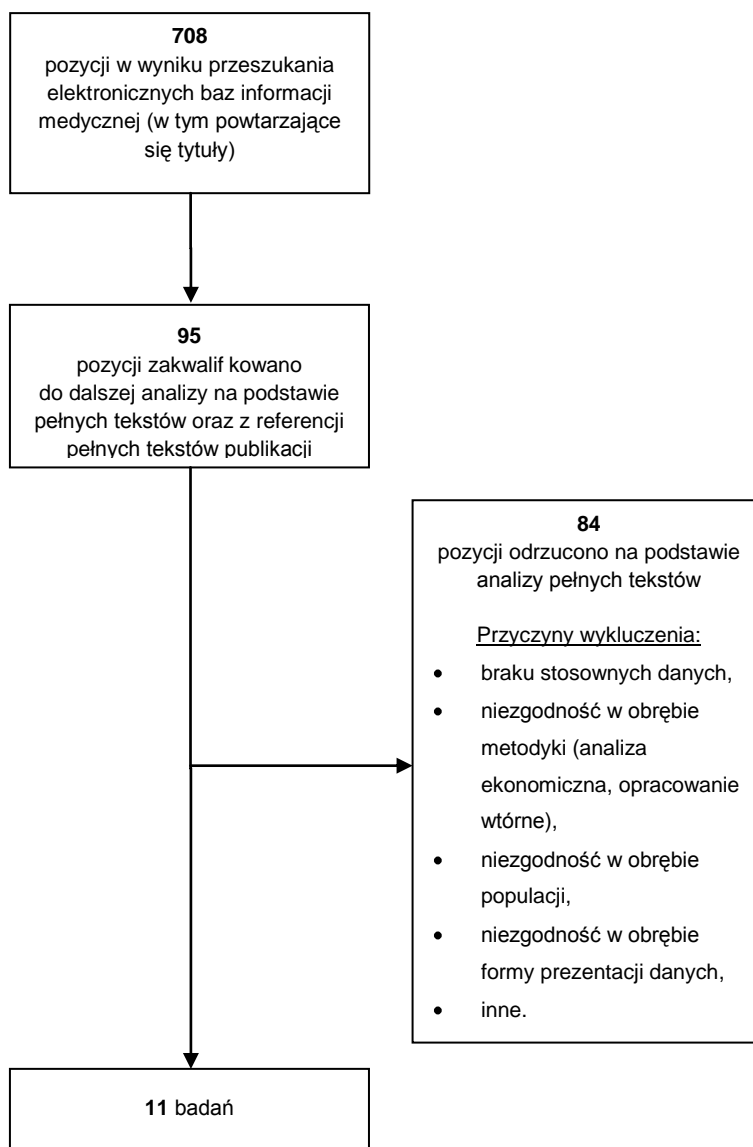 708
pozycji w wyniku przeszukania
elektronicznych baz informacji
medycznej (w tym powtarzające
się tytuły)
95
pozycji zakwalif kowano
do dalszej analizy na podstawie
pełnych tekstów oraz z referencji
pełnych tekstów publikacji
84
pozycji odrzucono na podstawie
analizy pełnych tekstów
Przyczyny wykluczenia:
• braku stosownych danych,
• niezgodność w obrębie
metodyki (analiza
ekonomiczna, opracowanie
wtórne),
• niezgodność w obrębie
populacji,
• niezgodność w obrębie
formy prezentacji danych,
• inne.
11 badań